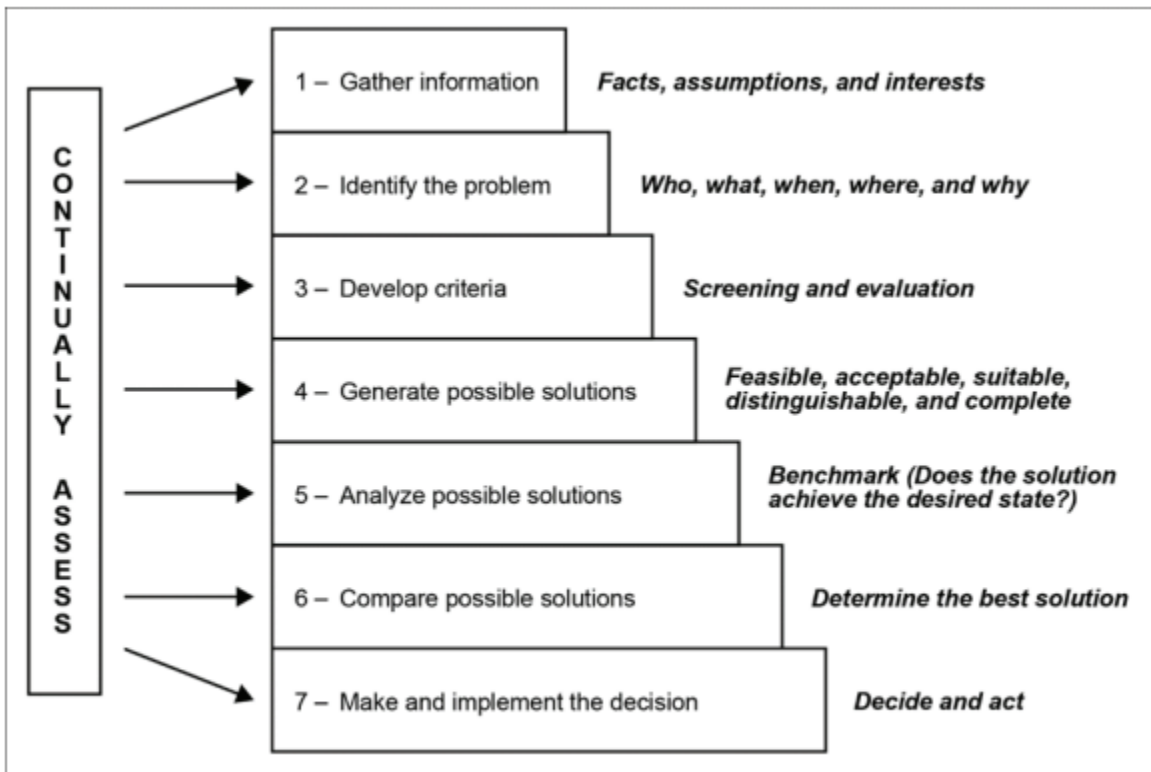 CONTINUALLY ASSESS
1 – Gather information
Facts, assumptions, and interests
2 – Identify the problem
Who, what, when, where, and why
3 – Develop criteria
Screening and evaluation
4 – Generate possible solutions
Feasible, acceptable, suitable,
distinguishable, and complete
5 – Analyze possible solutions
Benchmark (Does the solution
achieve the desired state?)
6 – Compare possible solutions
Determine the best solution
7 – Make and implement the decision
Decide and act